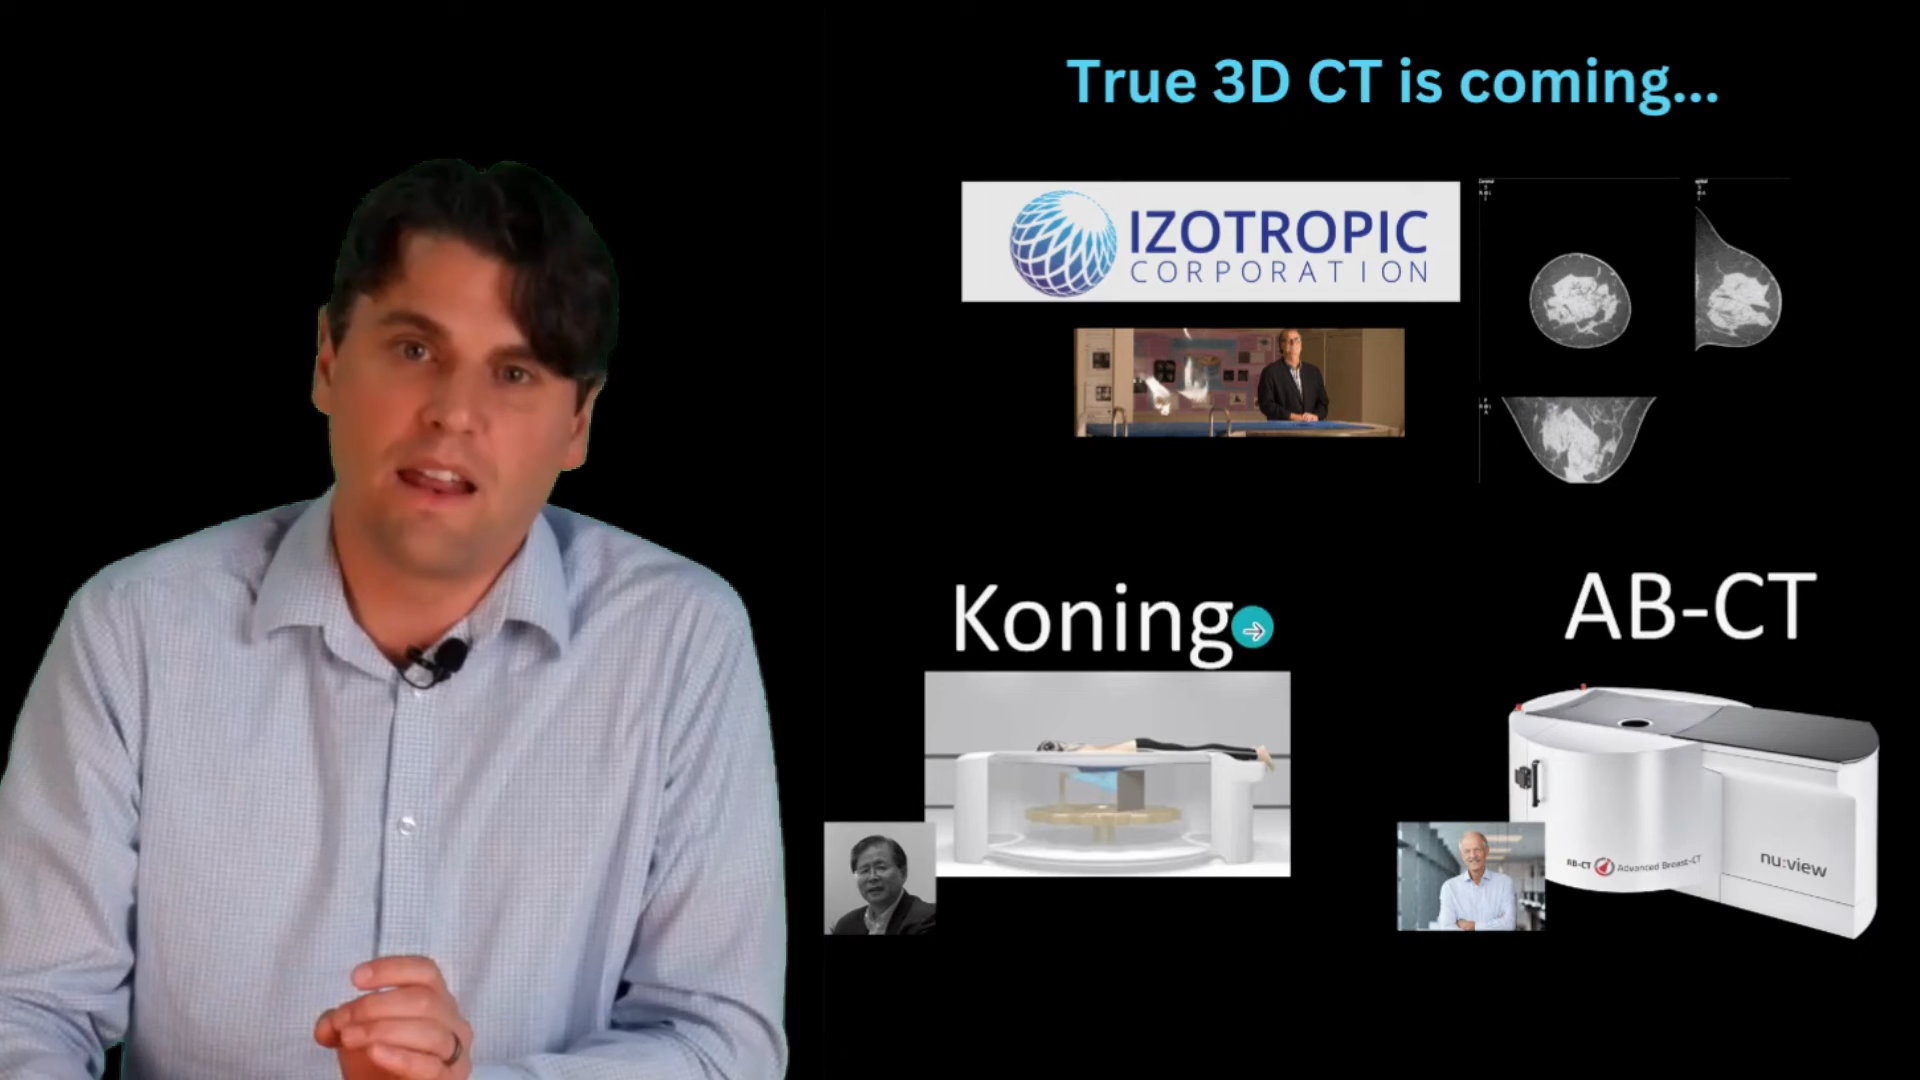 True 3D CT is coming...
IZOTROPIC
CORPORATION
Koning
AB-CT
AB-CT Advanced Breast-CT
nu:view